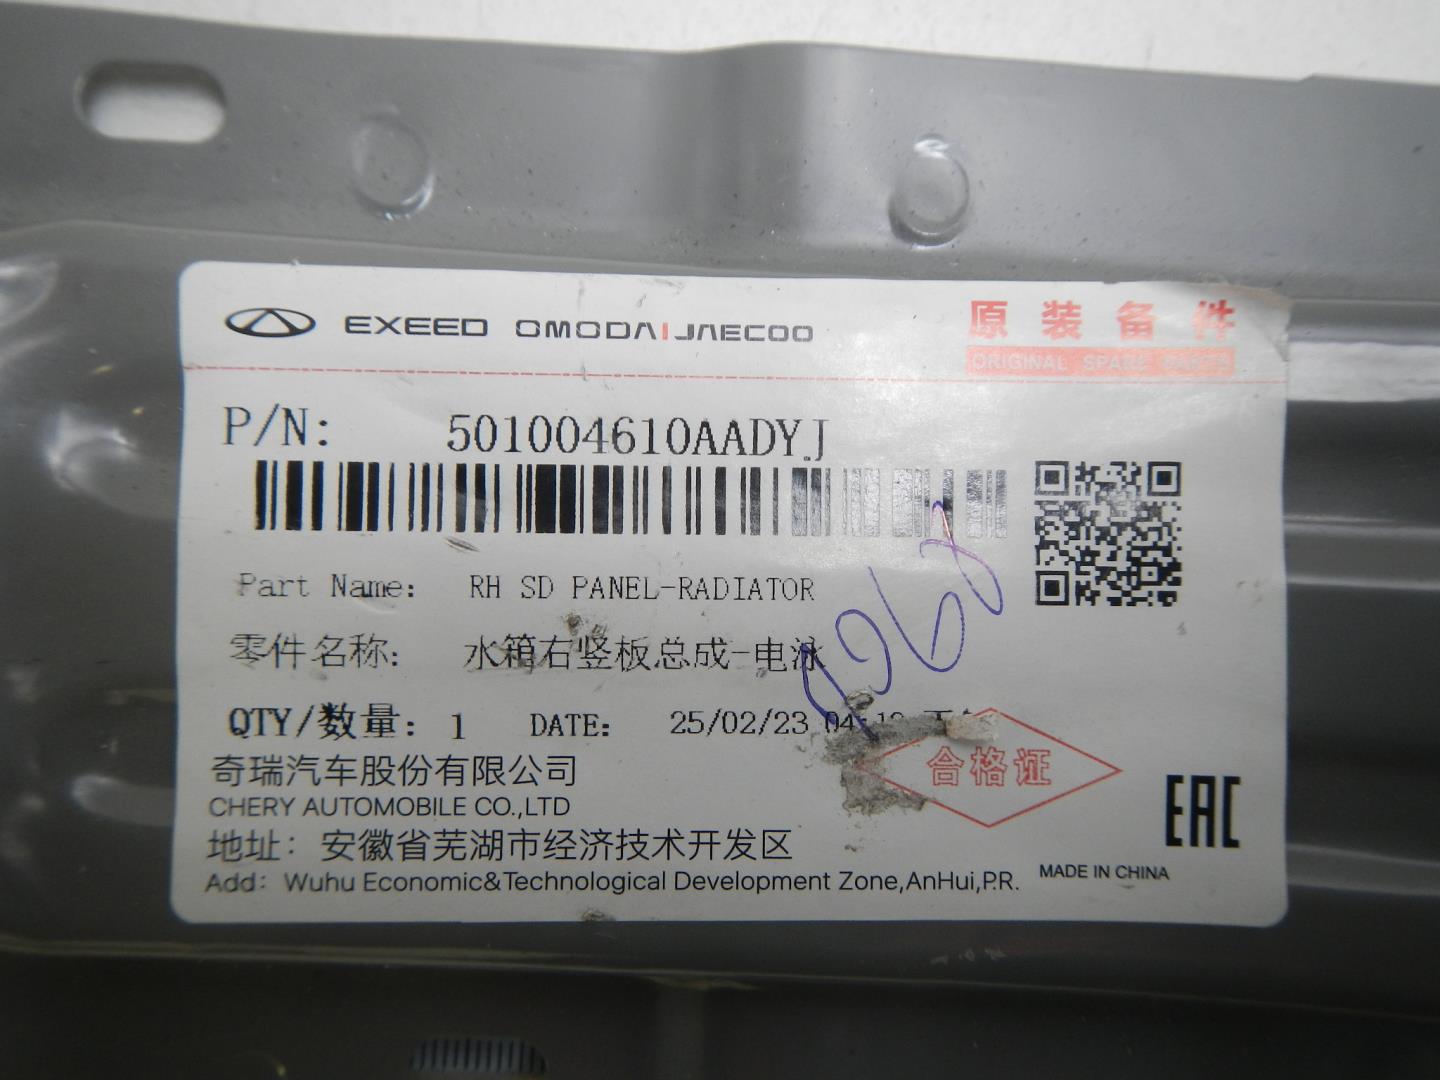 EXEED OMODA|JAECOO
原装备件
ORIGINAL SPARE PARTS
P/N: 501004610AADYJ
Part Name: RH SD PANEL-RADIATOR
零件名称: 水箱右竖板总成-电泳
QTY/数量: 1 DATE: 25/02/23
奇瑞汽车股份有限公司
合格证
CHERY AUTOMOBILE CO.,LTD
EAC
地址: 安徽省芜湖市经济技术开发区
Add: Wuhu Economic&Technological Development Zone,AnHui,P.R.
MADE IN CHINA